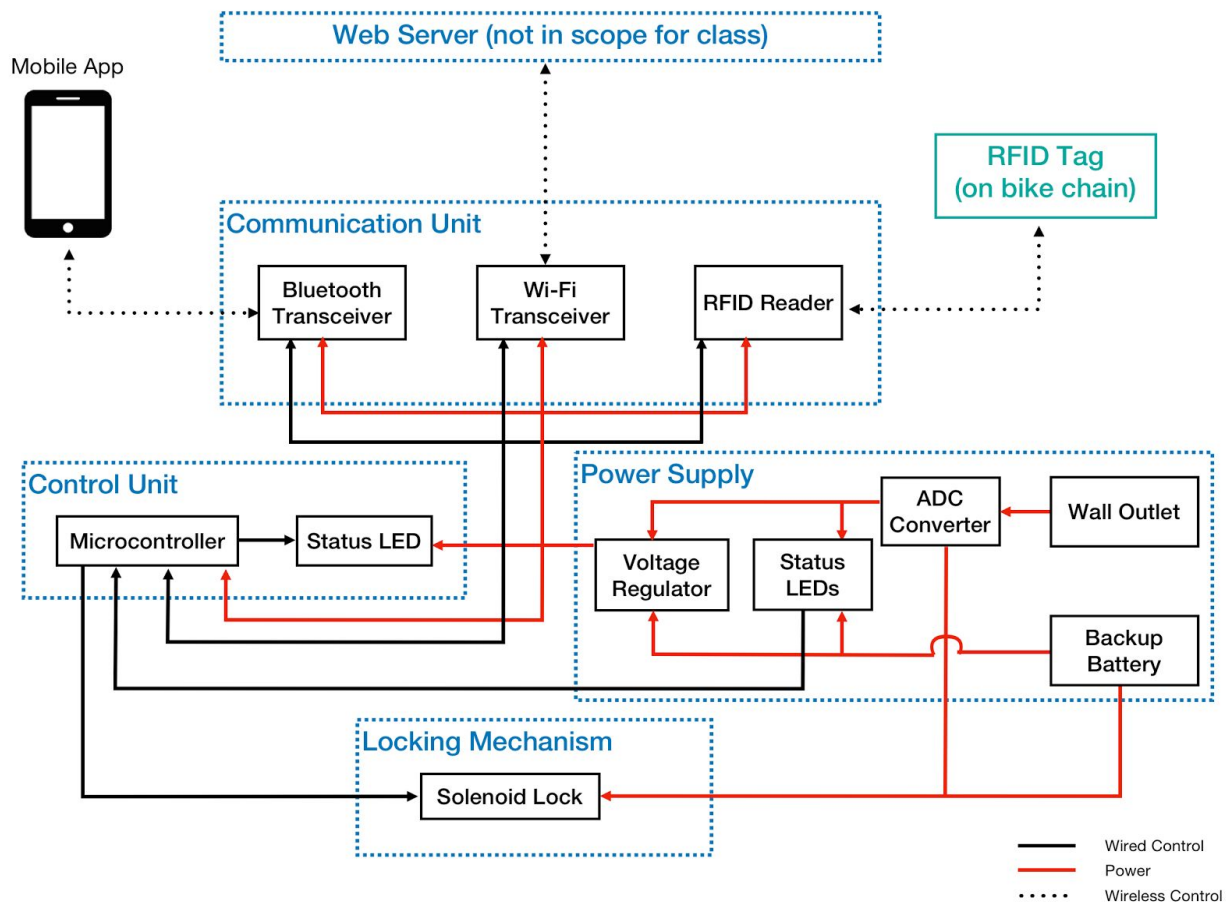 Web Server (not in scope for class)
Mobile App
RFID Tag
(on bike chain)
Communication Unit
Bluetooth
Transceiver
Wi-Fi
Transceiver
RFID Reader
Control Unit
Microcontroller
Status LED
Power Supply
Voltage
Regulator
Status
LEDs
ADC
Converter
Wall Outlet
Backup
Battery
Locking Mechanism
Solenoid Lock
Wired Control
Power
Wireless Control